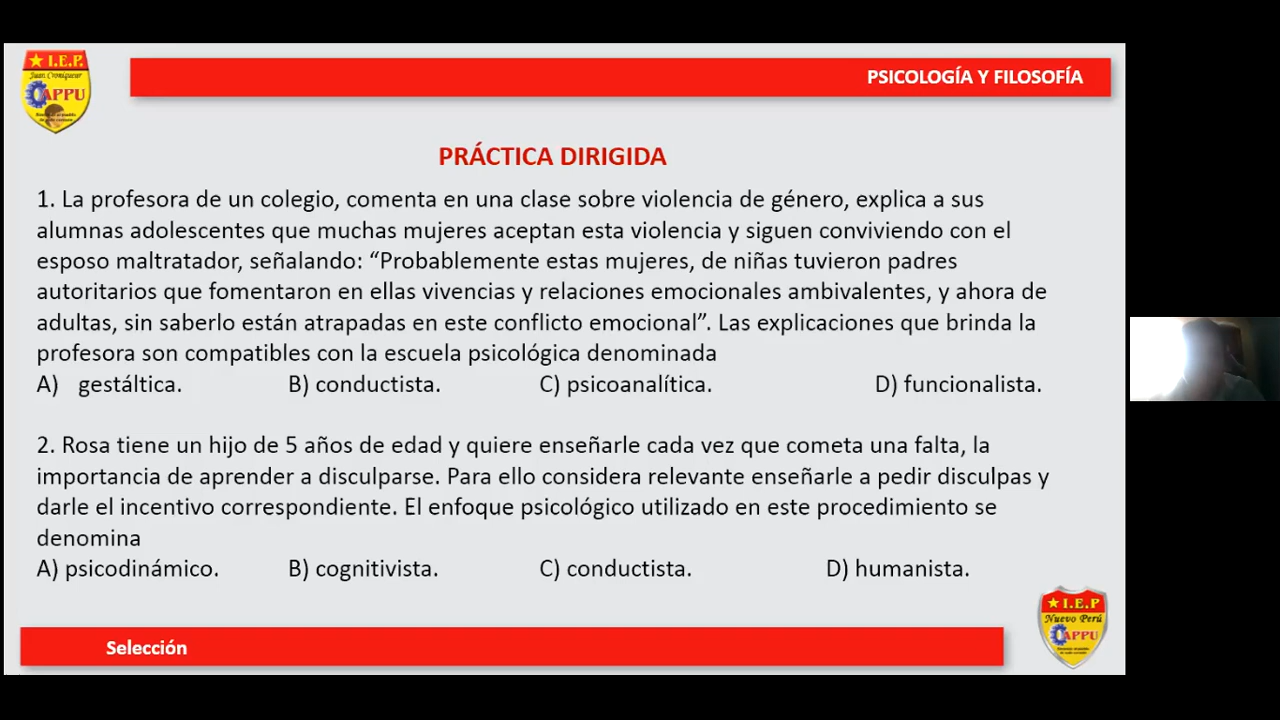 I.E.P.
Juan Croniqueur
CAPPU
PSICOLOGÍA Y FILOSOFÍA
PRÁCTICA DIRIGIDA
1. La profesora de un colegio, comenta en una clase sobre violencia de género, explica a sus
alumnas adolescentes que muchas mujeres aceptan esta violencia y siguen conviviendo con el
esposo maltratador, señalando: “Probablemente estas mujeres, de niñas tuvieron padres
autoritarios que fomentaron en ellas vivencias y relaciones emocionales ambivalentes, y ahora de
adultas, sin saberlo están atrapadas en este conflicto emocional”. Las explicaciones que brinda la
profesora son compatibles con la escuela psicológica denominada
A) gestáltica. B) conductista. C) psicoanalítica. D) funcionalista.
2. Rosa tiene un hijo de 5 años de edad y quiere enseñarle cada vez que cometa una falta, la
importancia de aprender a disculparse. Para ello considera relevante enseñarle a pedir disculpas y
darle el incentivo correspondiente. El enfoque psicológico utilizado en este procedimiento se
denomina
A) psicodinámico. B) cognitivista. C) conductista. D) humanista.
I.E.P
Nuevo Perú
CAPPU
Selección